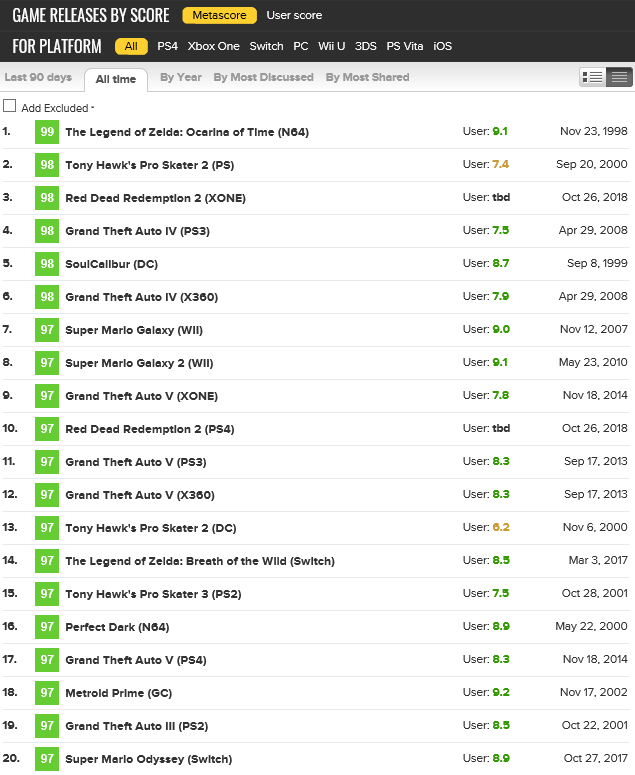 GAME RELEASES BY SCORE Metascore User score
FOR PLATFORM All PS4 Xbox One Switch PC Wii U 3DS PS Vita iOS
Last 90 days All time By Year By Most Discussed By Most Shared
Add Excluded
1. 99 The Legend of Zelda: Ocarina of Time (N64) User: 9.1 Nov 23, 1998
2. 98 Tony Hawk's Pro Skater 2 (PS) User: 7.4 Sep 20, 2000
3. 98 Red Dead Redemption 2 (XONE) User: tbd Oct 26, 2018
4. 98 Grand Theft Auto IV (PS3) User: 7.5 Apr 29, 2008
5. 98 SoulCalibur (DC) User: 8.7 Sep 8, 1999
6. 98 Grand Theft Auto IV (X360) User: 7.9 Apr 29, 2008
7. 97 Super Mario Galaxy (WII) User: 9.0 Nov 12, 2007
8. 97 Super Mario Galaxy 2 (WII) User: 9.1 May 23, 2010
9. 97 Grand Theft Auto V (XONE) User: 7.8 Nov 18, 2014
10. 97 Red Dead Redemption 2 (PS4) User: tbd Oct 26, 2018
11. 97 Grand Theft Auto V (PS3) User: 8.3 Sep 17, 2013
12. 97 Grand Theft Auto V (X360) User: 8.3 Sep 17, 2013
13. 97 Tony Hawk's Pro Skater 2 (DC) User: 6.2 Nov 6, 2000
14. 97 The Legend of Zelda: Breath of the Wild (Switch) User: 8.5 Mar 3, 2017
15. 97 Tony Hawk's Pro Skater 3 (PS2) User: 7.5 Oct 28, 2001
16. 97 Perfect Dark (N64) User: 8.9 May 22, 2000
17. 97 Grand Theft Auto V (PS4) User: 8.3 Nov 18, 2014
18. 97 Metroid Prime (GC) User: 9.2 Nov 17, 2002
19. 97 Grand Theft Auto III (PS2) User: 8.5 Oct 22, 2001
20. 97 Super Mario Odyssey (Switch) User: 8.9 Oct 27, 2017